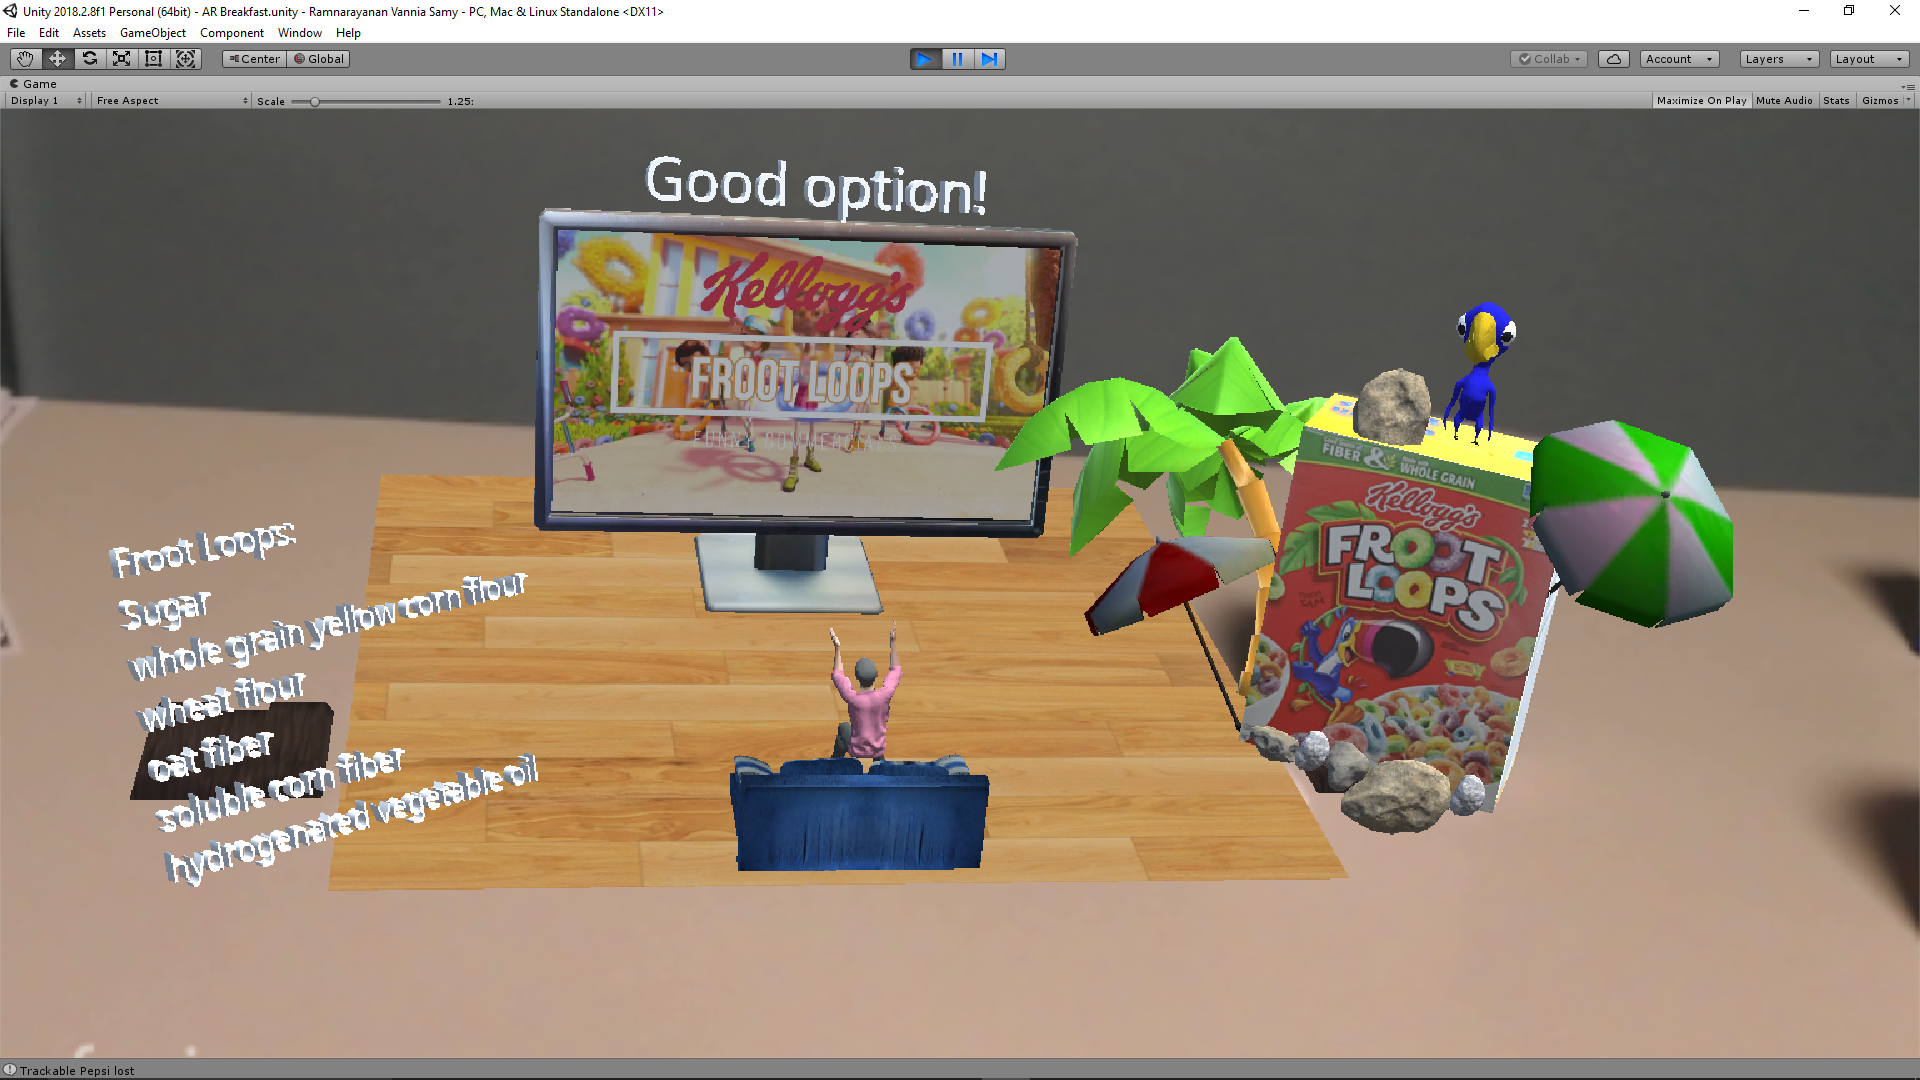 Unity 2018.2.8f1 Personal (64bit) - AR Breakfast.unity - Ramnarayanan Vannia Samy - PC, Mac & Linux Standalone <DX11>
File Edit Assets GameObject Component Window Help
Center Global Collab Account Layers Layout
Game
Display 1 Free Aspect Scale 1.25: Maximize On Play Mute Audio Stats Gizmos
Good option!
Kellogg's
FROOT LOOPS
FUNNY COMMERCIALS
FIBER & WHOLE GRAIN
Kellogg's
FROOT
LOOPS
Froot Loops:
Sugar
whole grain yellow corn flour
wheat flour
oat fiber
soluble corn fiber
hydrogenated vegetable oil
Trackable Pepsi lost